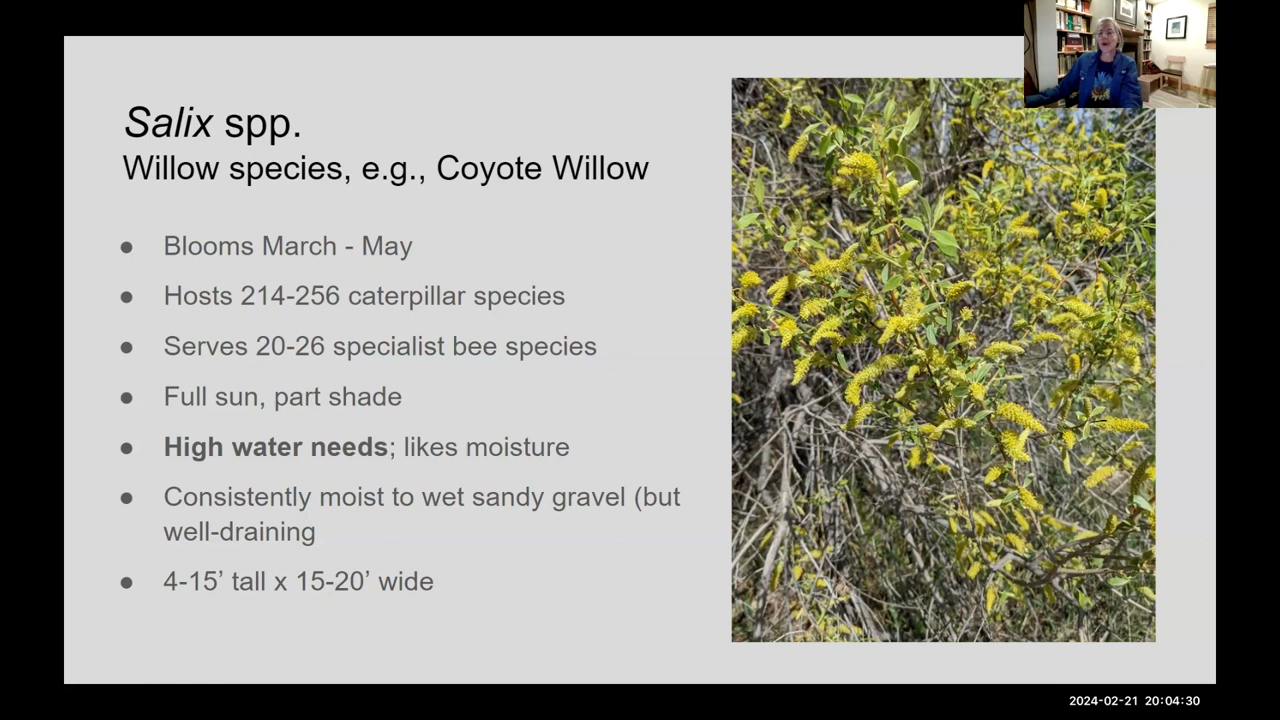 Salix spp.
Willow species, e.g., Coyote Willow
● Blooms March - May
● Hosts 214-256 caterpillar species
● Serves 20-26 specialist bee species
● Full sun, part shade
● High water needs; likes moisture
● Consistently moist to wet sandy gravel (but
well-draining
● 4-15’ tall x 15-20’ wide
2024-02-21 20:04:30